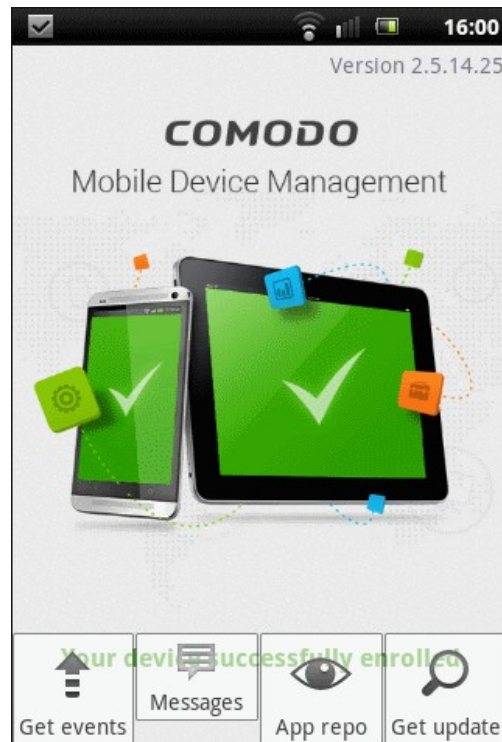 16:00
Version 2.5.14.25
COMODO
Mobile Device Management
Your device successfully enrolled
Get events
Messages
App repo
Get update